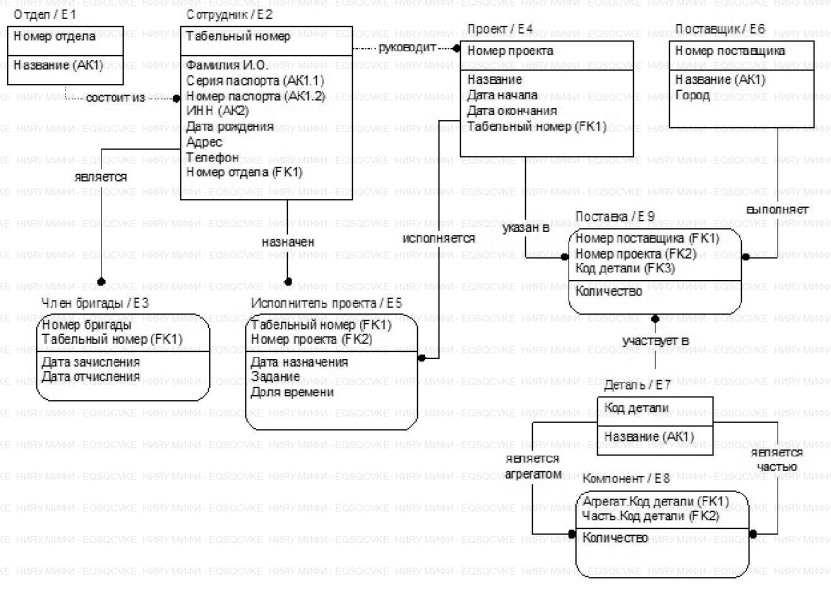 Отдел / E1
Номер отдела
Название (AK1)
Сотрудник / E2
Табельный номер
Фамилия И.О.
Серия паспорта (AK1.1)
Номер паспорта (AK1.2)
ИНН (AK2)
Дата рождения
Адрес
Телефон
Номер отдела (FK1)
Проект / E4
Номер проекта
Название
Дата начала
Дата окончания
Табельный номер (FK1)
Поставщик / E6
Номер поставщика
Название (AK1)
Город
руководит
состоит из
является
назначен
исполняется
указан в
выполняет
Поставка / E9
Номер поставщика (FK1)
Номер проекта (FK2)
Код детали (FK3)
Количество
Член бригады / E3
Номер бригады
Табельный номер (FK1)
Дата зачисления
Дата отчисления
Исполнитель проекта / E5
Табельный номер (FK1)
Номер проекта (FK2)
Дата назначения
Задание
Доля времени
участвует в
Деталь / E7
Код детали
Название (AK1)
является
агрегатом
является
частью
Компонент / E8
Агрегат.Код детали (FK1)
Часть.Код детали (FK2)
Количество